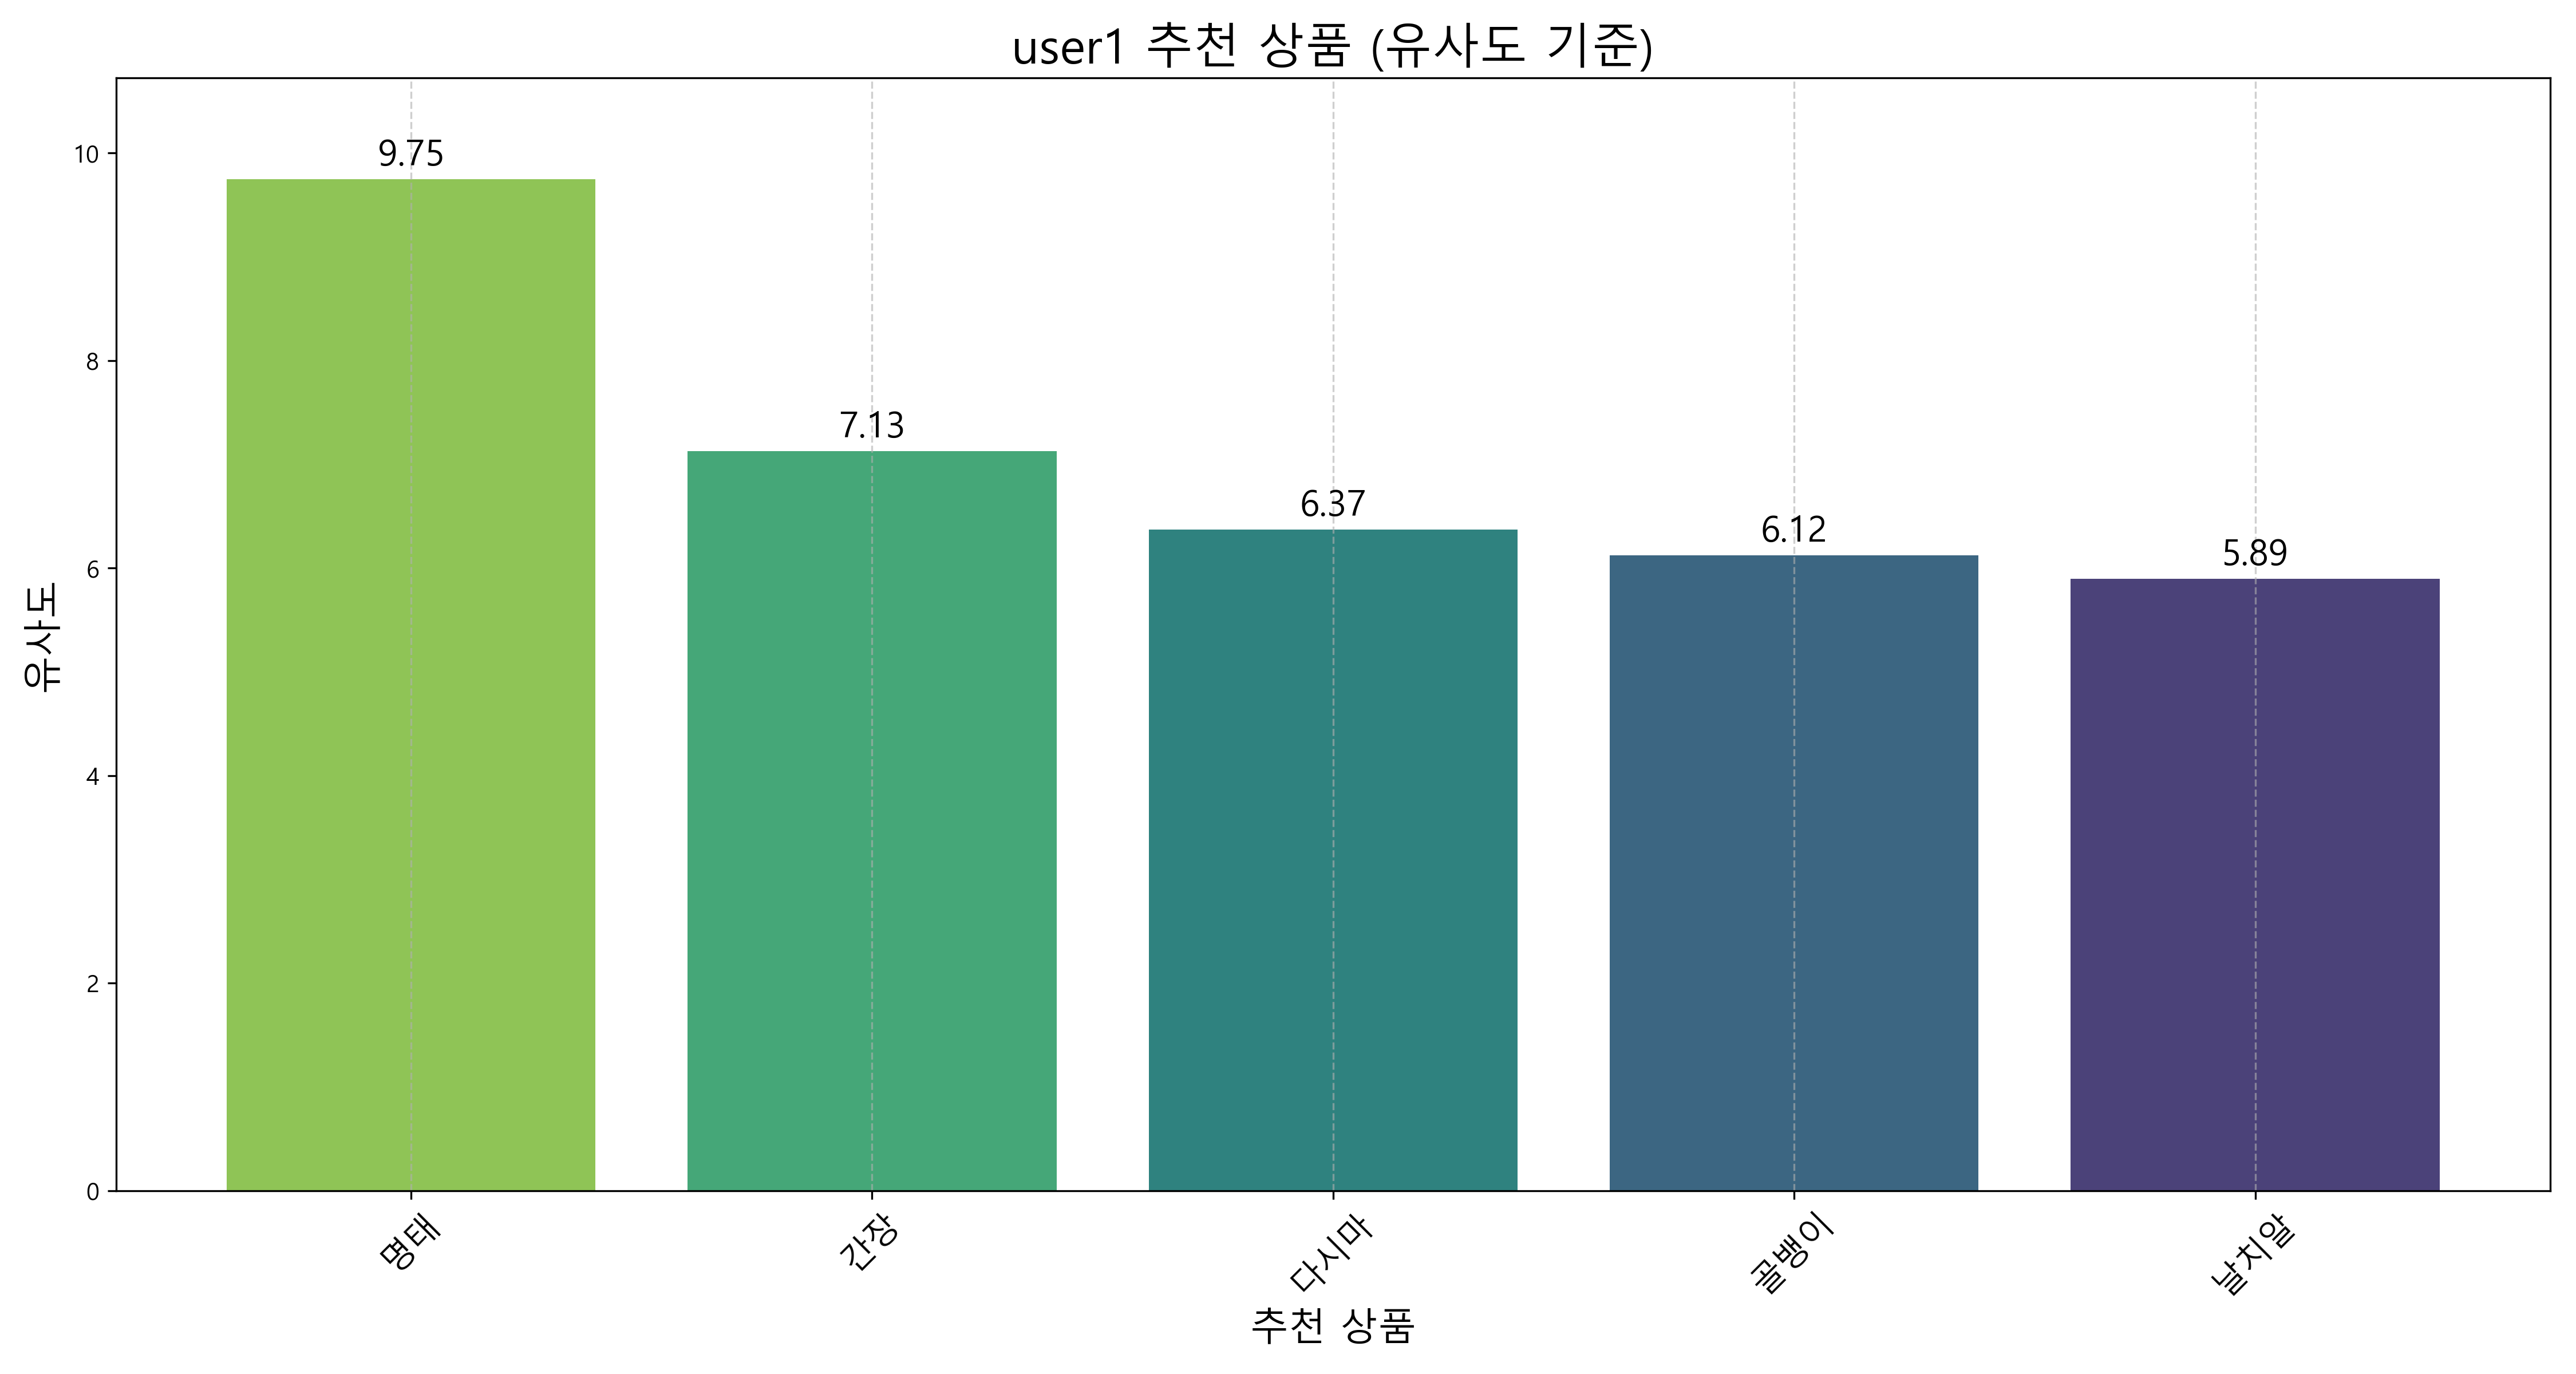 user1 추천 상품 (유사도 기준)
유사도
10
8
6
4
2
0
9.75
7.13
6.37
6.12
5.89
명태
간장
다시마
골뱅이
날치알
추천 상품